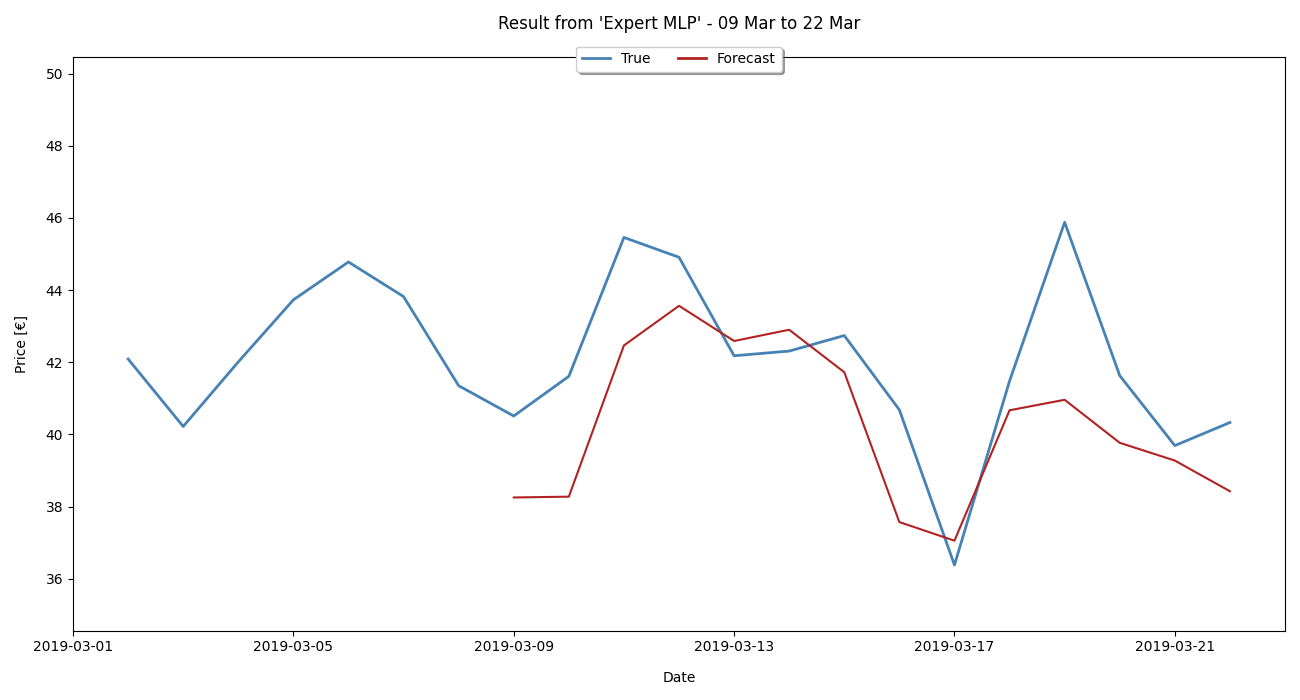 Result from 'Expert MLP' - 09 Mar to 22 Mar
True Forecast
50
48
46
44
42
40
38
36
Price [€]
2019-03-01 2019-03-05 2019-03-09 2019-03-13 2019-03-17 2019-03-21
Date